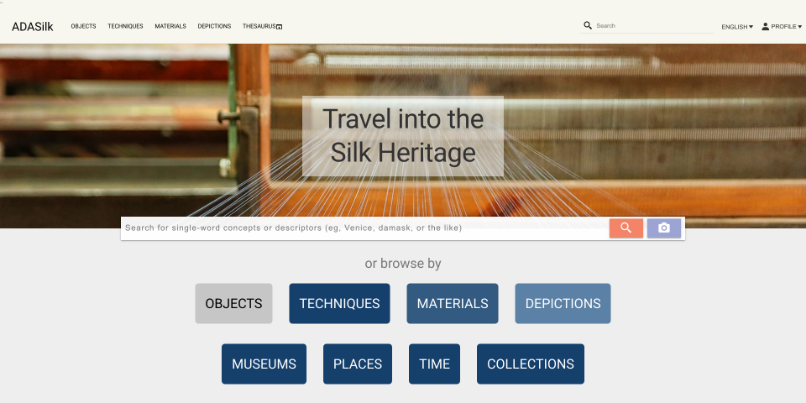 ADASilk OBJECTS TECHNIQUES MATERIALS DEPICTIONS THESAURUS Search ENGLISH PROFILE
Travel into the
Silk Heritage
Search for single-word concepts or descriptors (eg, Venice, damask, or the like)
or browse by
OBJECTS TECHNIQUES MATERIALS DEPICTIONS
MUSEUMS PLACES TIME COLLECTIONS